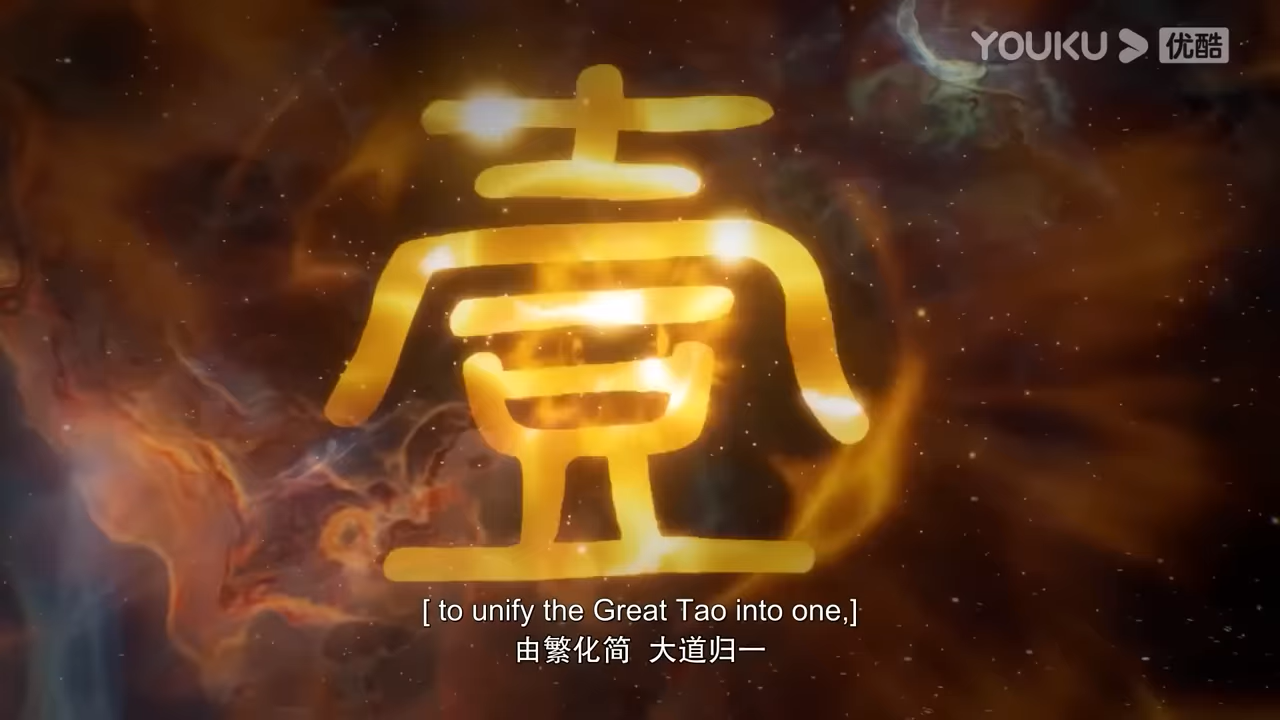 YOUKU 优酷
壹
[ to unify the Great Tao into one,]
由繁化简 大道归一